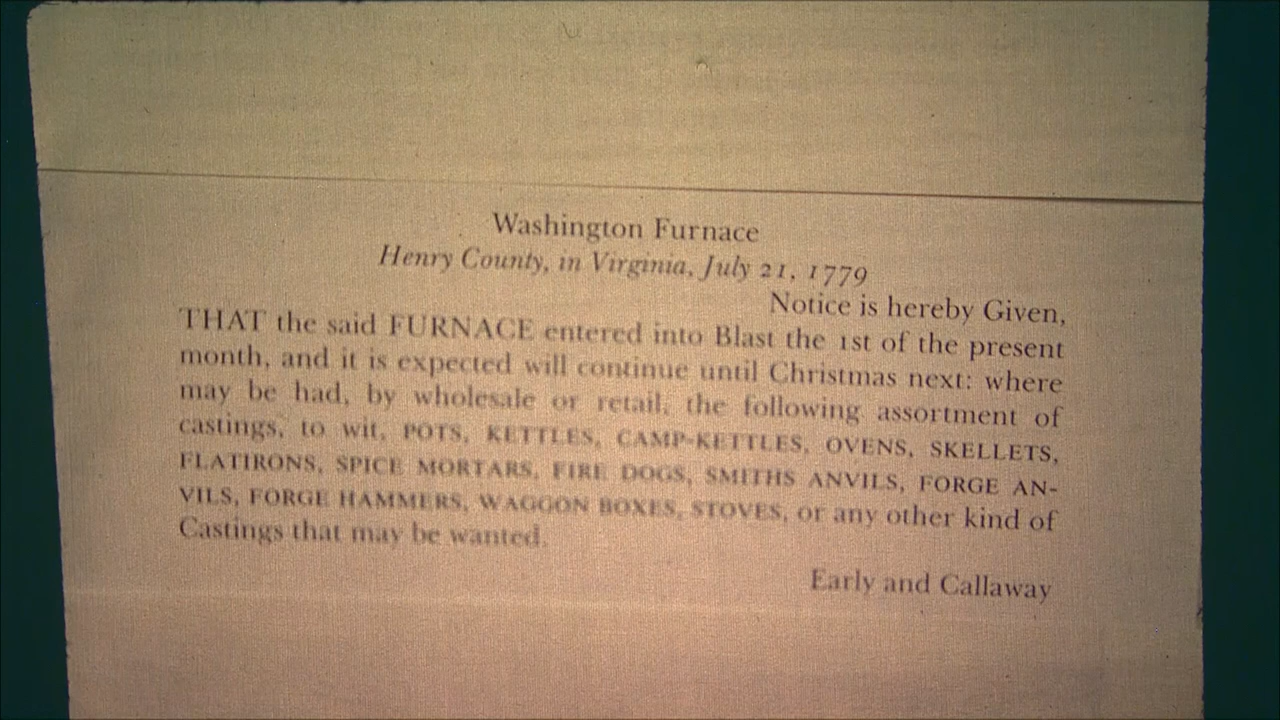 Washington Furnace
Henry County, in Virginia, July 21, 1779
Notice is hereby Given,
THAT the said FURNACE entered into Blast the 1st of the present
month, and it is expected will continue until Christmas next: where
may be had, by wholesale or retail, the following assortment of
castings, to wit, POTS, KETTLES, CAMP-KETTLES, OVENS, SKELLETS,
FLATIRONS, SPICE MORTARS, FIRE DOGS, SMITHS ANVILS, FORGE AN-
VILS, FORGE HAMMERS, WAGGON BOXES, STOVES, or any other kind of
Castings that may be wanted.
Early and Callaway